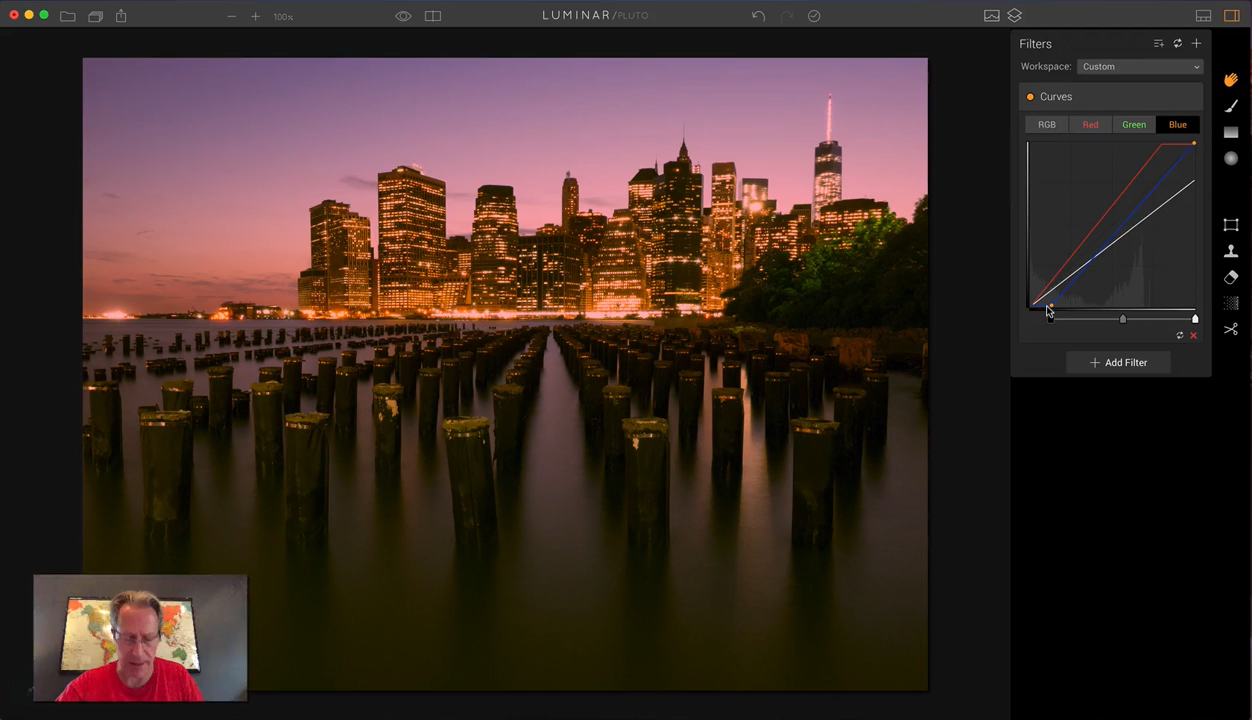 100%
LUMINAR/PLUTO
Filters
Workspace: Custom
Curves
RGB Red Green Blue
Add Filter